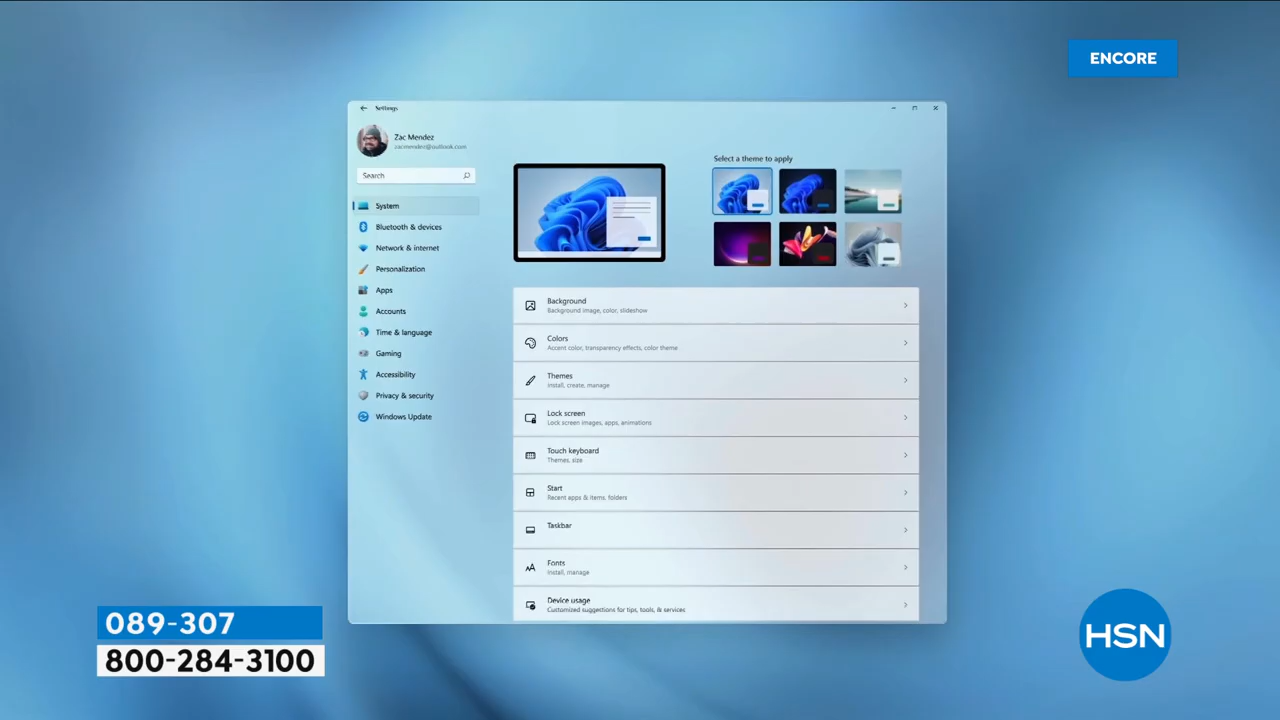 ENCORE
Settings
Zac Mendez
zacmendez@outlook.com
Search
System
Bluetooth & devices
Network & internet
Personalization
Apps
Accounts
Time & language
Gaming
Accessibility
Privacy & security
Windows Update
Select a theme to apply
Background
Background image, color, slideshow
Colors
Accent color, transparency effects, color theme
Themes
Install, create, manage
Lock screen
Lock screen images, apps, animations
Touch keyboard
Themes, size
Start
Recent apps & items, folders
Taskbar
Fonts
Install, manage
Device usage
Customized suggestions for tips, tools, & services
089-307
800-284-3100
HSN